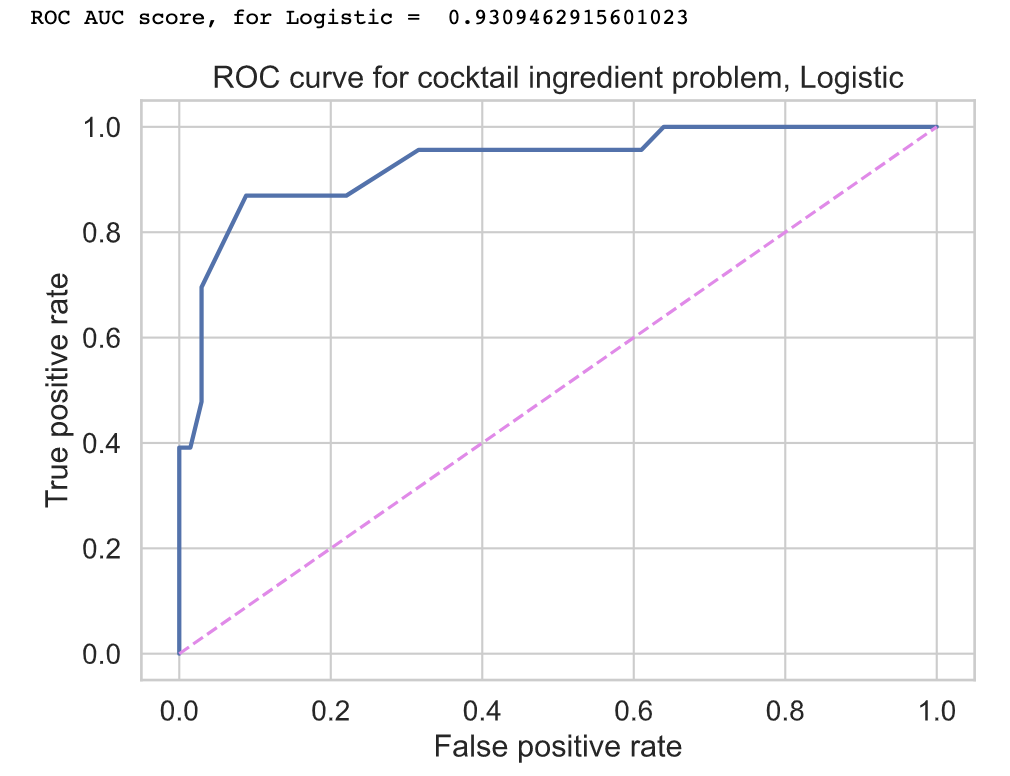 ROC AUC score, for Logistic =  0.9309462915601023
ROC curve for cocktail ingredient problem, Logistic
1.0
0.8
0.6
0.4
0.2
0.0
True positive rate
0.0 0.2 0.4 0.6 0.8 1.0
False positive rate